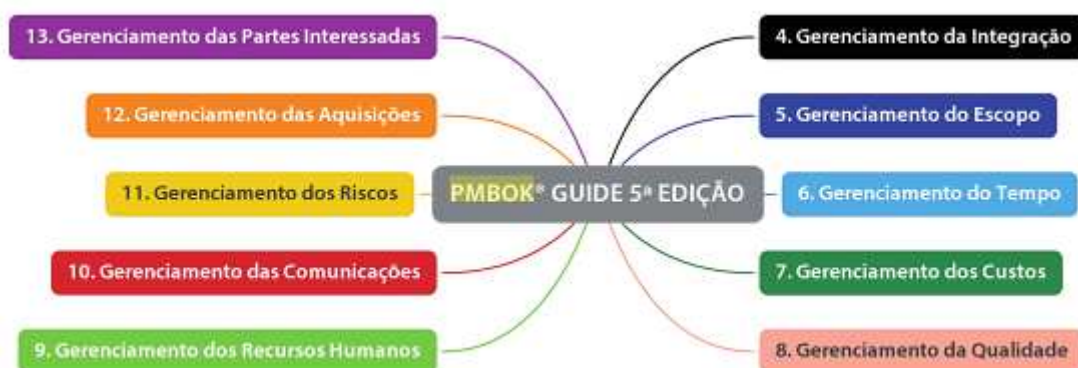 13. Gerenciamento das Partes Interessadas
4. Gerenciamento da Integração
12. Gerenciamento das Aquisições
5. Gerenciamento do Escopo
11. Gerenciamento dos Riscos
PMBOK® GUIDE 5ª EDIÇÃO
6. Gerenciamento do Tempo
10. Gerenciamento das Comunicações
7. Gerenciamento dos Custos
9. Gerenciamento dos Recursos Humanos
8. Gerenciamento da Qualidade